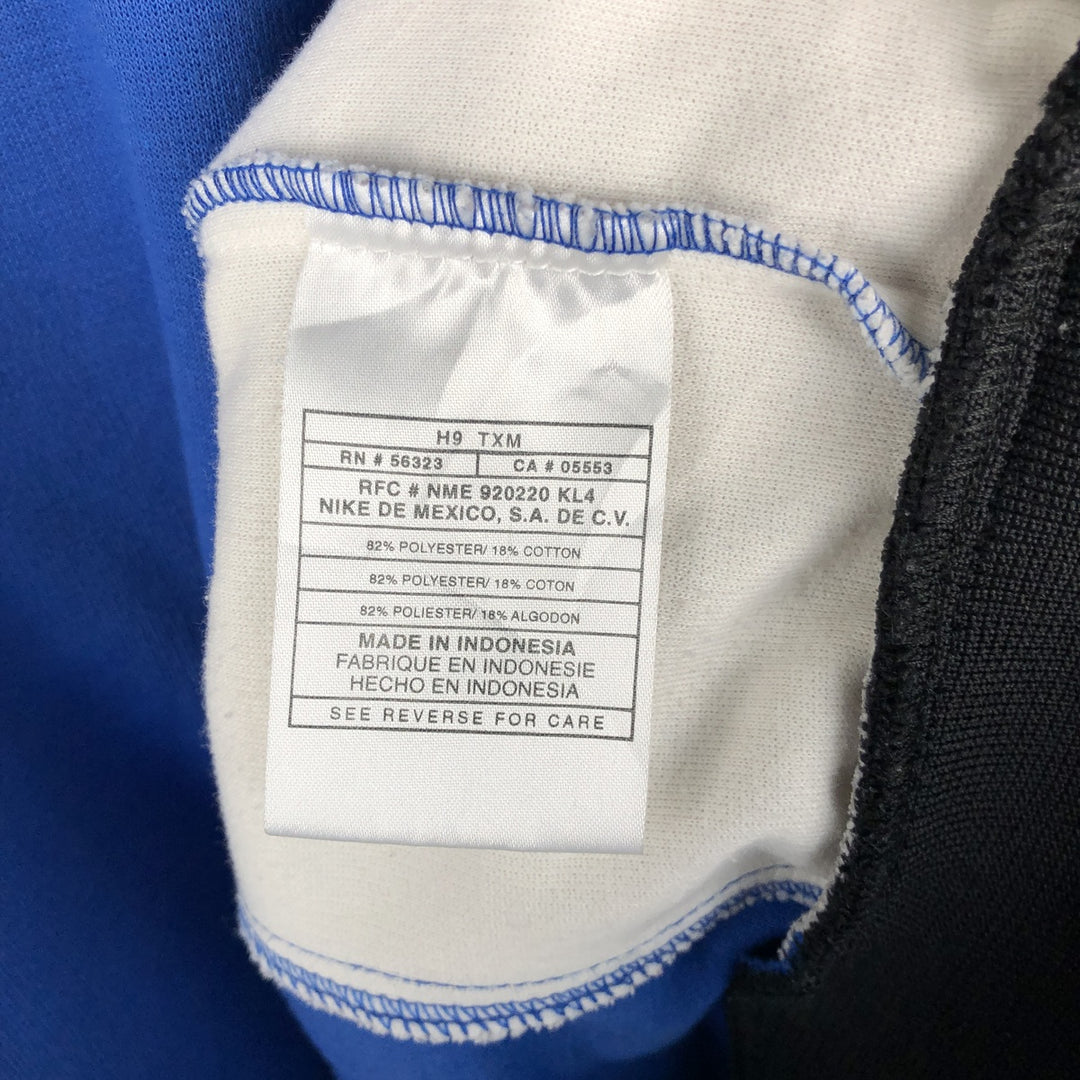 H9 TXM
RN # 56323 CA # 05553
RFC # NME 920220 KL4
NIKE DE MEXICO, S.A. DE C.V.
82% POLYESTER/ 18% COTTON
82% POLYESTER/ 18% COTON
82% POLIESTER/ 18% ALGODON
MADE IN INDONESIA
FABRIQUE EN INDONESIE
HECHO EN INDONESIA
SEE REVERSE FOR CARE